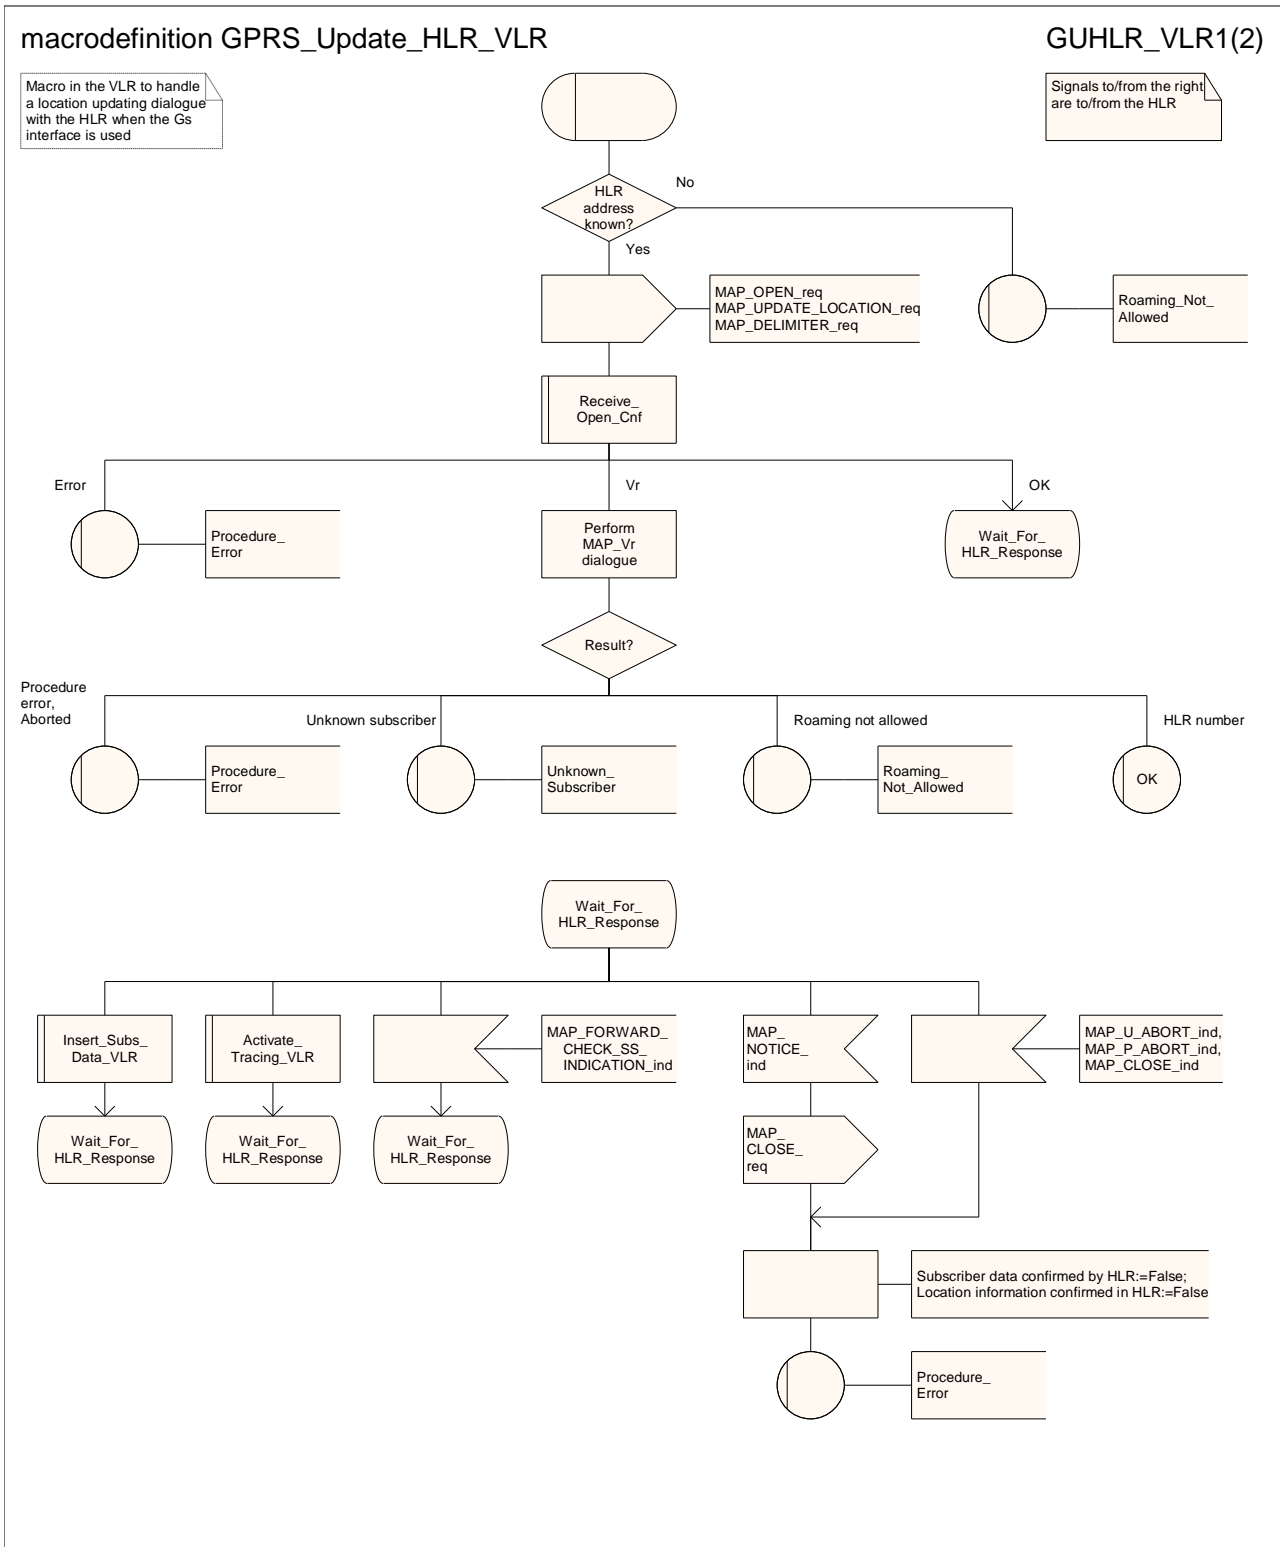 macrodefinition GPRS_Update_HLR_VLR
GUHLR_VLR1(2)
Macro in the VLR to handle
a location updating dialogue
with the HLR when the Gs
interface is used
Signals to/from the right
are to/from the HLR
HLR
address
known?
No
Yes
MAP_OPEN_req
MAP_UPDATE_LOCATION_req
MAP_DELIMITER_req
Roaming_Not_
Allowed
Receive_
Open_Cnf
Error
Vr
OK
Procedure_
Error
Perform
MAP_Vr
dialogue
Wait_For_
HLR_Response
Result?
Procedure
error,
Aborted
Unknown subscriber
Roaming not allowed
HLR number
Procedure_
Error
Unknown_
Subscriber
Roaming_
Not_Allowed
OK
Wait_For_
HLR_Response
Insert_Subs_
Data_VLR
Activate_
Tracing_VLR
MAP_FORWARD_
CHECK_SS_
INDICATION_ind
MAP_
NOTICE_
ind
MAP_U_ABORT_ind,
MAP_P_ABORT_ind,
MAP_CLOSE_ind
Wait_For_
HLR_Response
Wait_For_
HLR_Response
Wait_For_
HLR_Response
MAP_
CLOSE_
req
Subscriber data confirmed by HLR:=False;
Location information confirmed in HLR:=False
Procedure_
Error